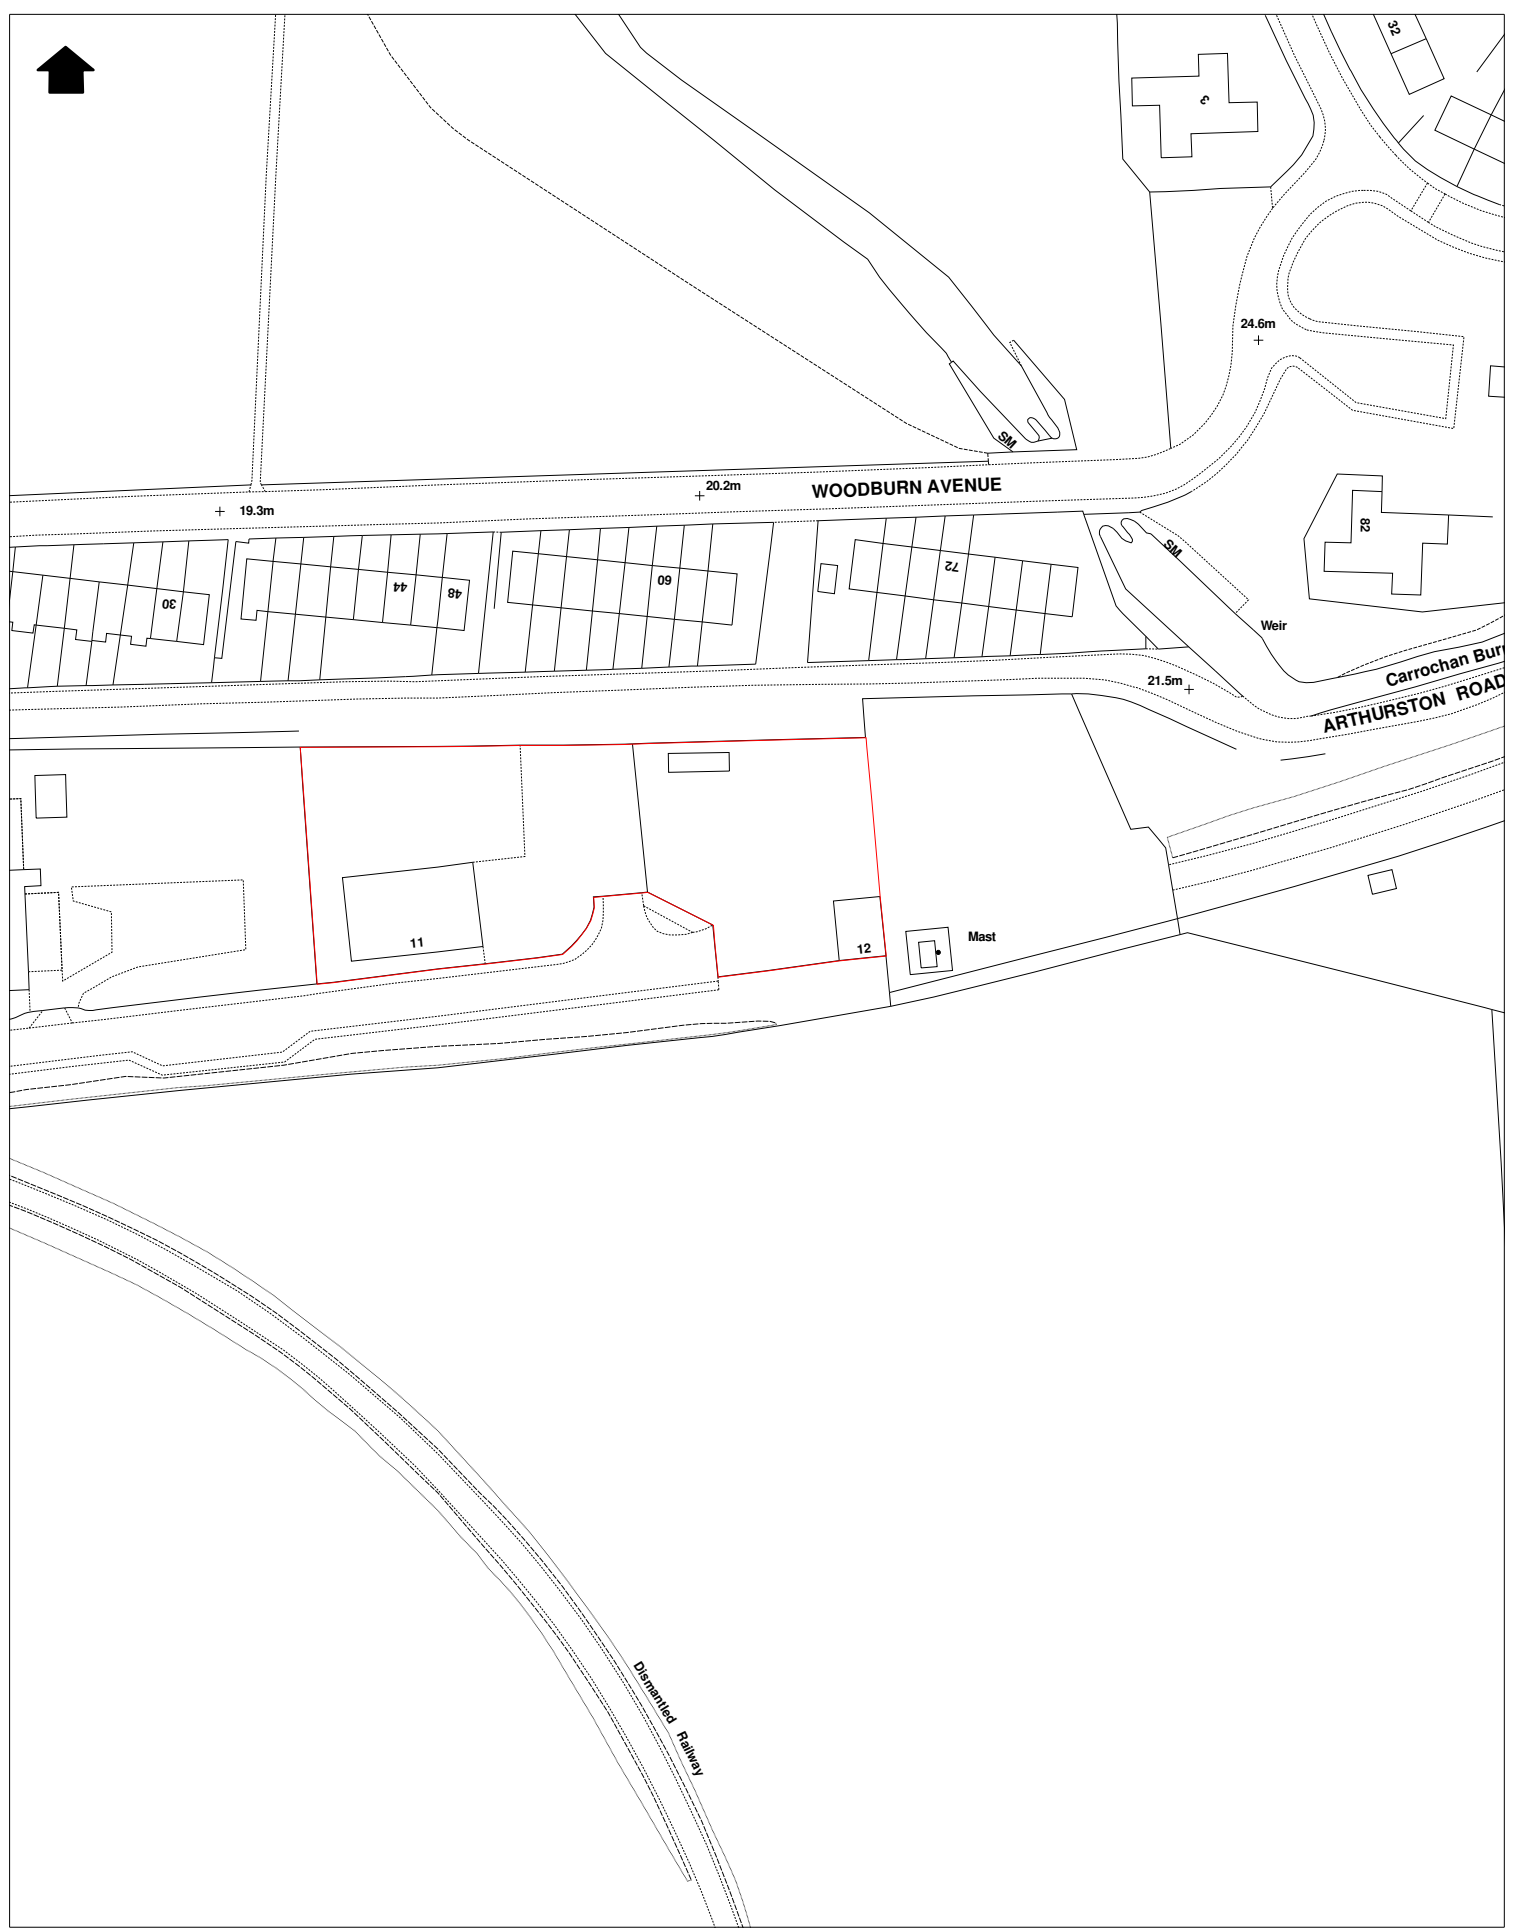 32
3
24.6m
SM
20.2m
WOODBURN AVENUE
19.3m
82
SM
72
60
44
48
30
Weir
Carrochan Burn
21.5m
ARTHURSTON ROAD
11
12
Mast
Dismantled Railway